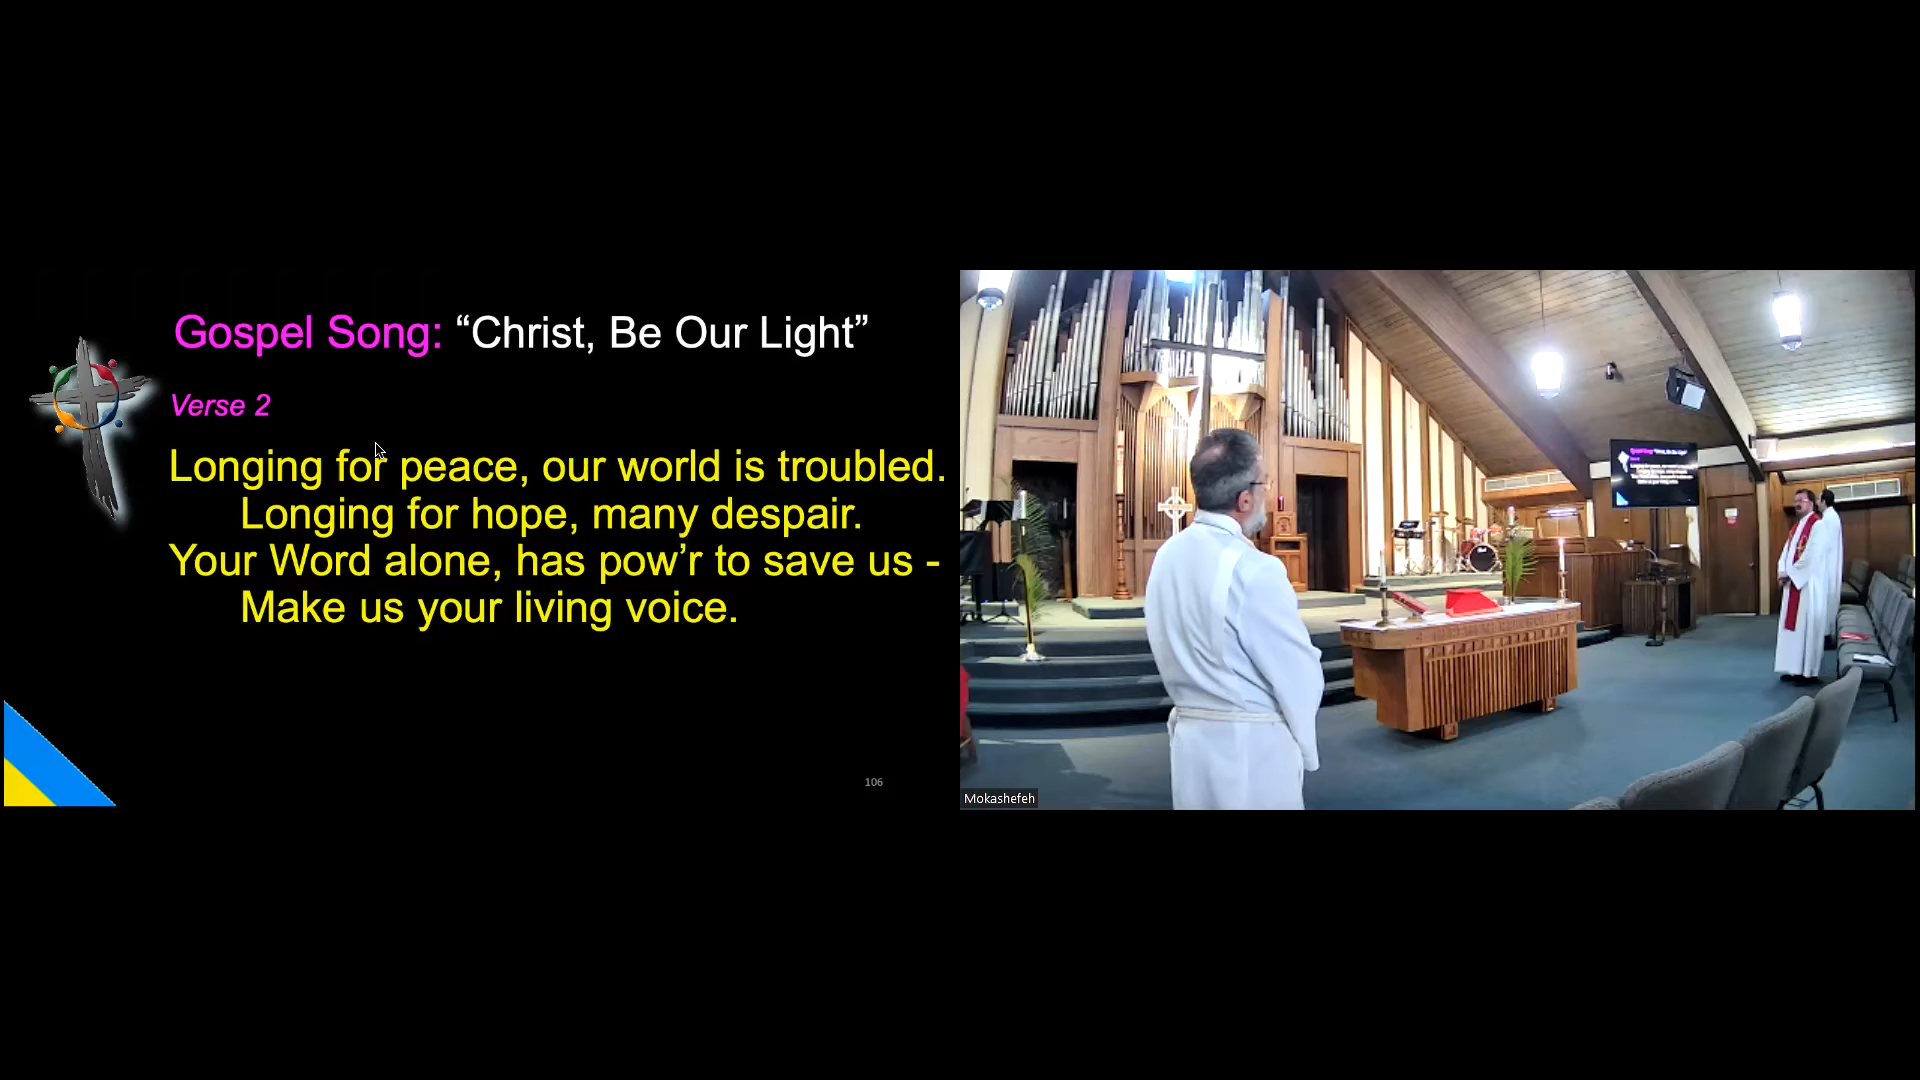 Gospel Song: “Christ, Be Our Light”
Verse 2
Longing for peace, our world is troubled.
Longing for hope, many despair.
Your Word alone, has pow’r to save us -
Make us your living voice.
106
Mokashefeh